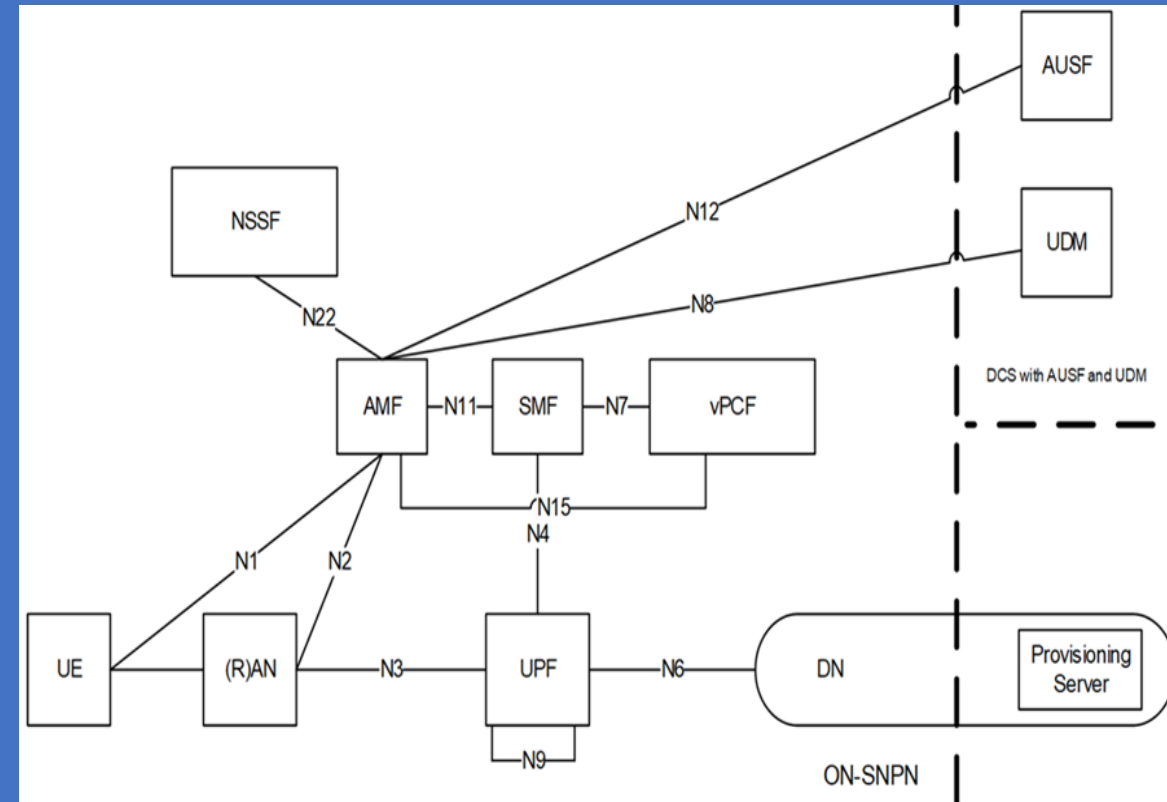 AUSF
N12
NSSF
UDM
N8
N22
DCS with AUSF and UDM
AMF
N11
SMF
N7
vPCF
N15
N4
N1
N2
UE
(R)AN
N3
UPF
N6
DN
Provisioning
Server
N9
ON-SNPN